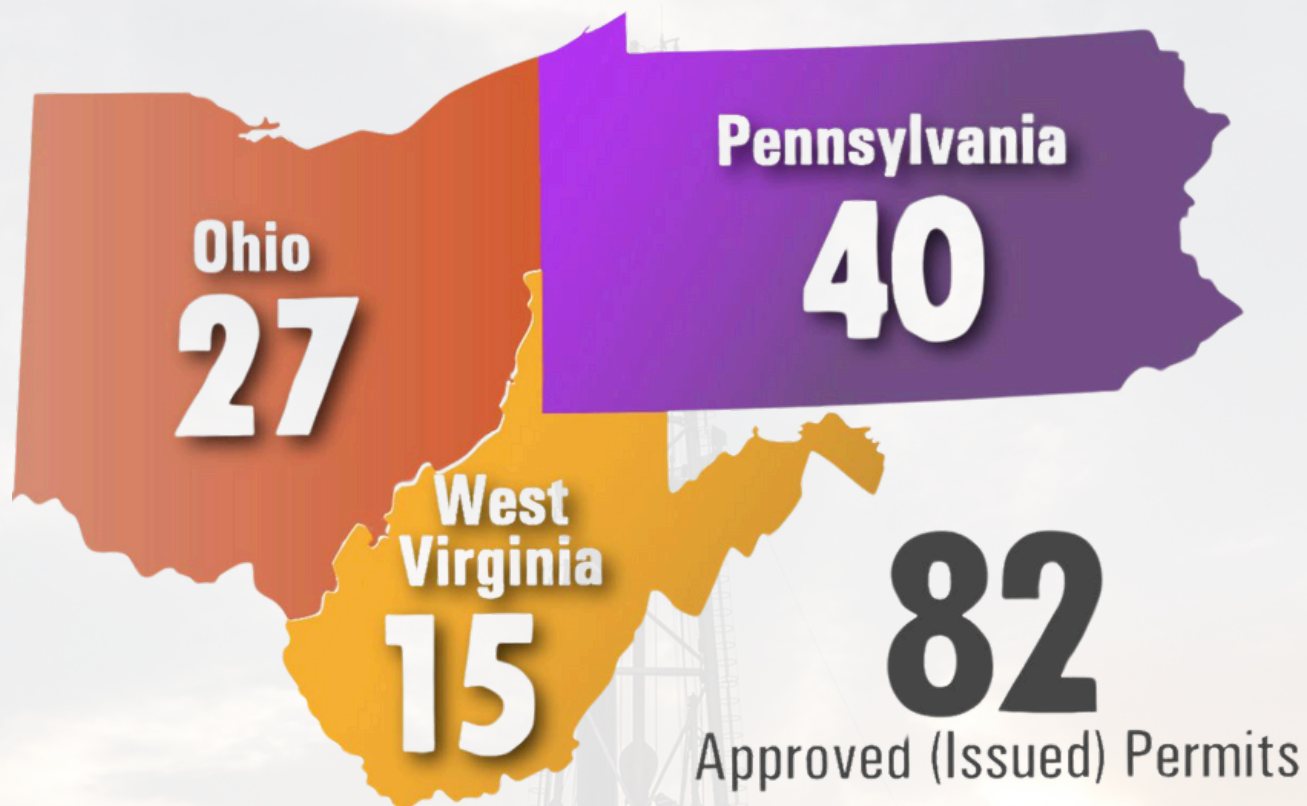 Pennsylvania
40
Ohio
27
West
Virginia
15
82
Approved (Issued) Permits